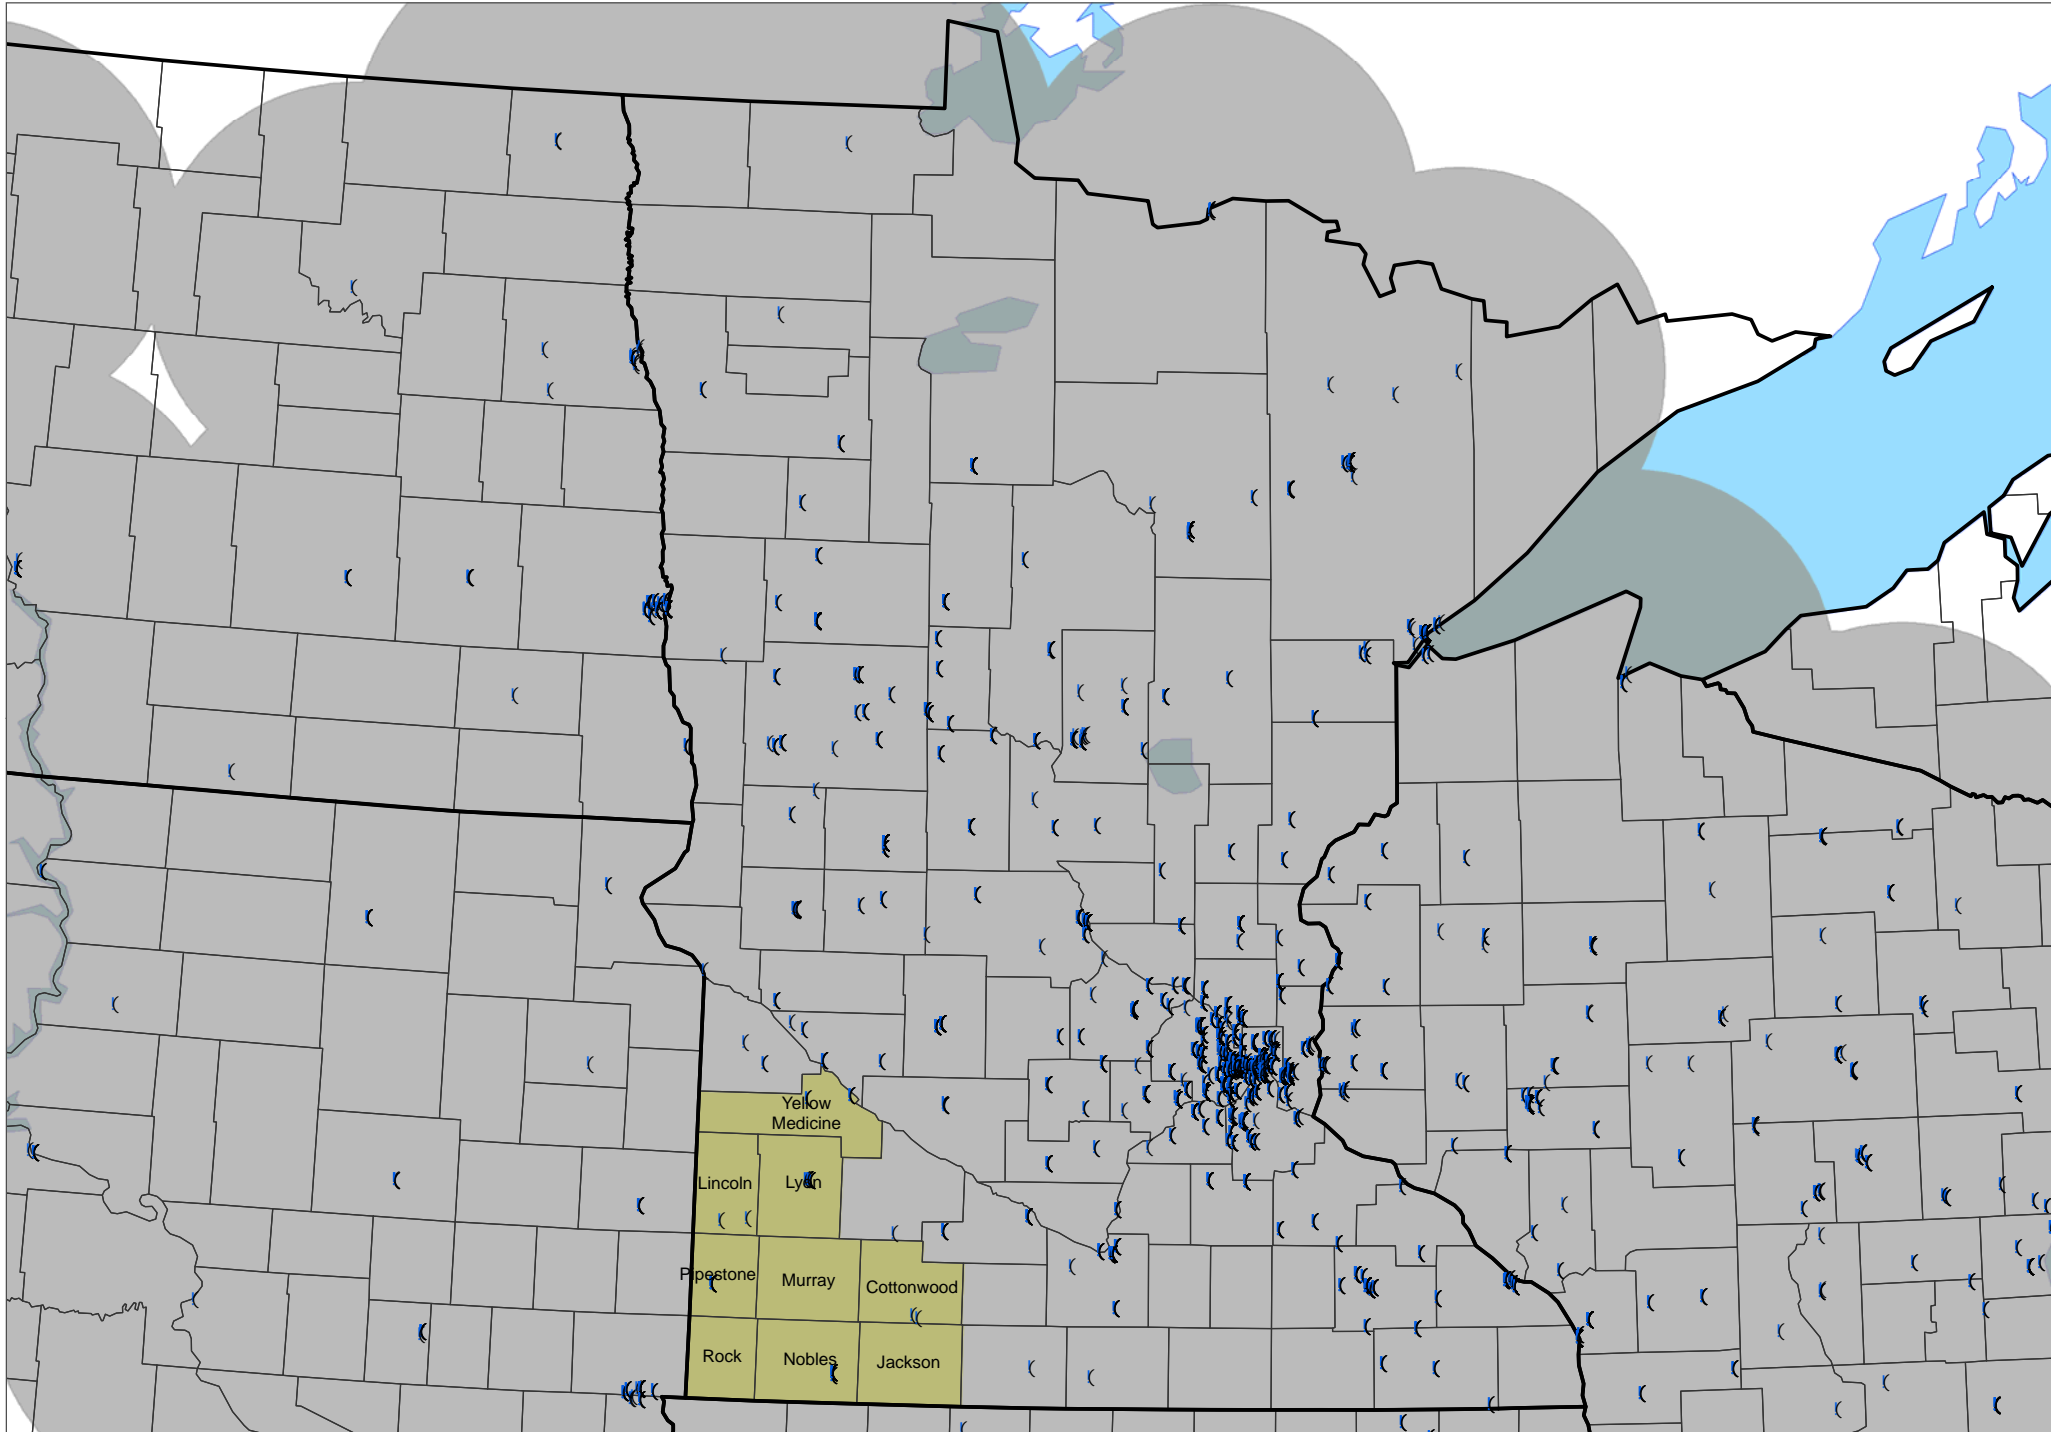 Yellow
Medicine
Lincoln
Lyon
Pipestone
Murray
Cottonwood
Rock
Nobles
Jackson